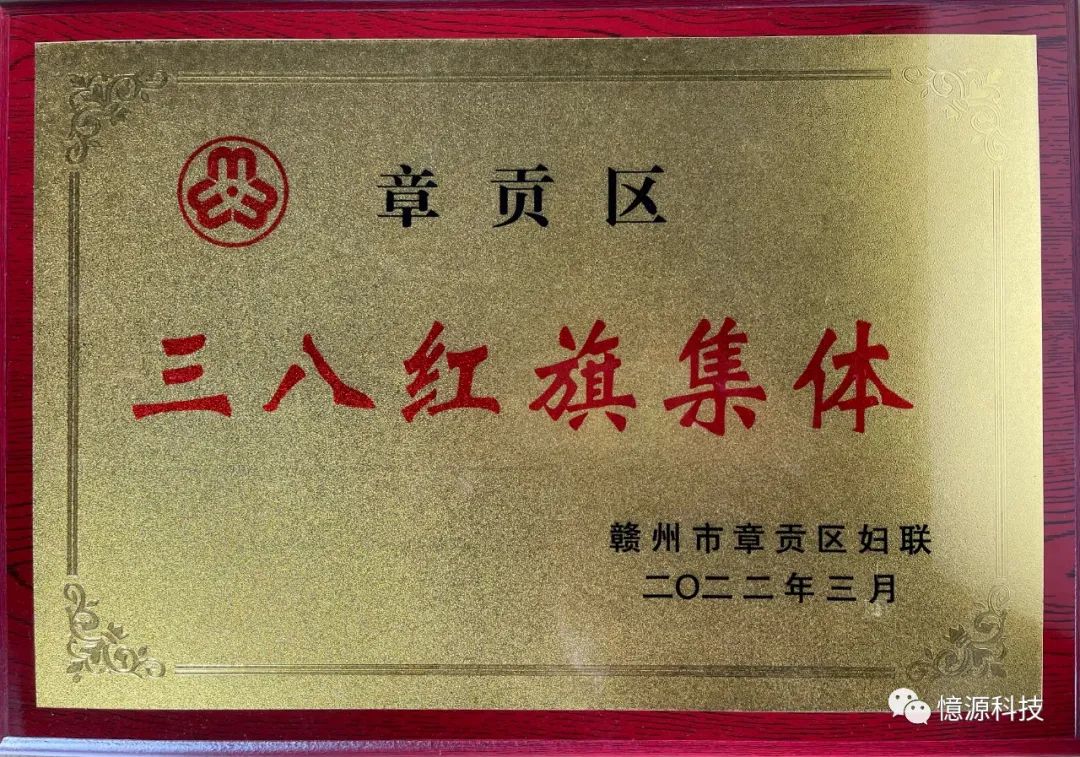 章贡区
三八红旗集体
赣州市章贡区妇联
二〇二二年三月
憶源科技